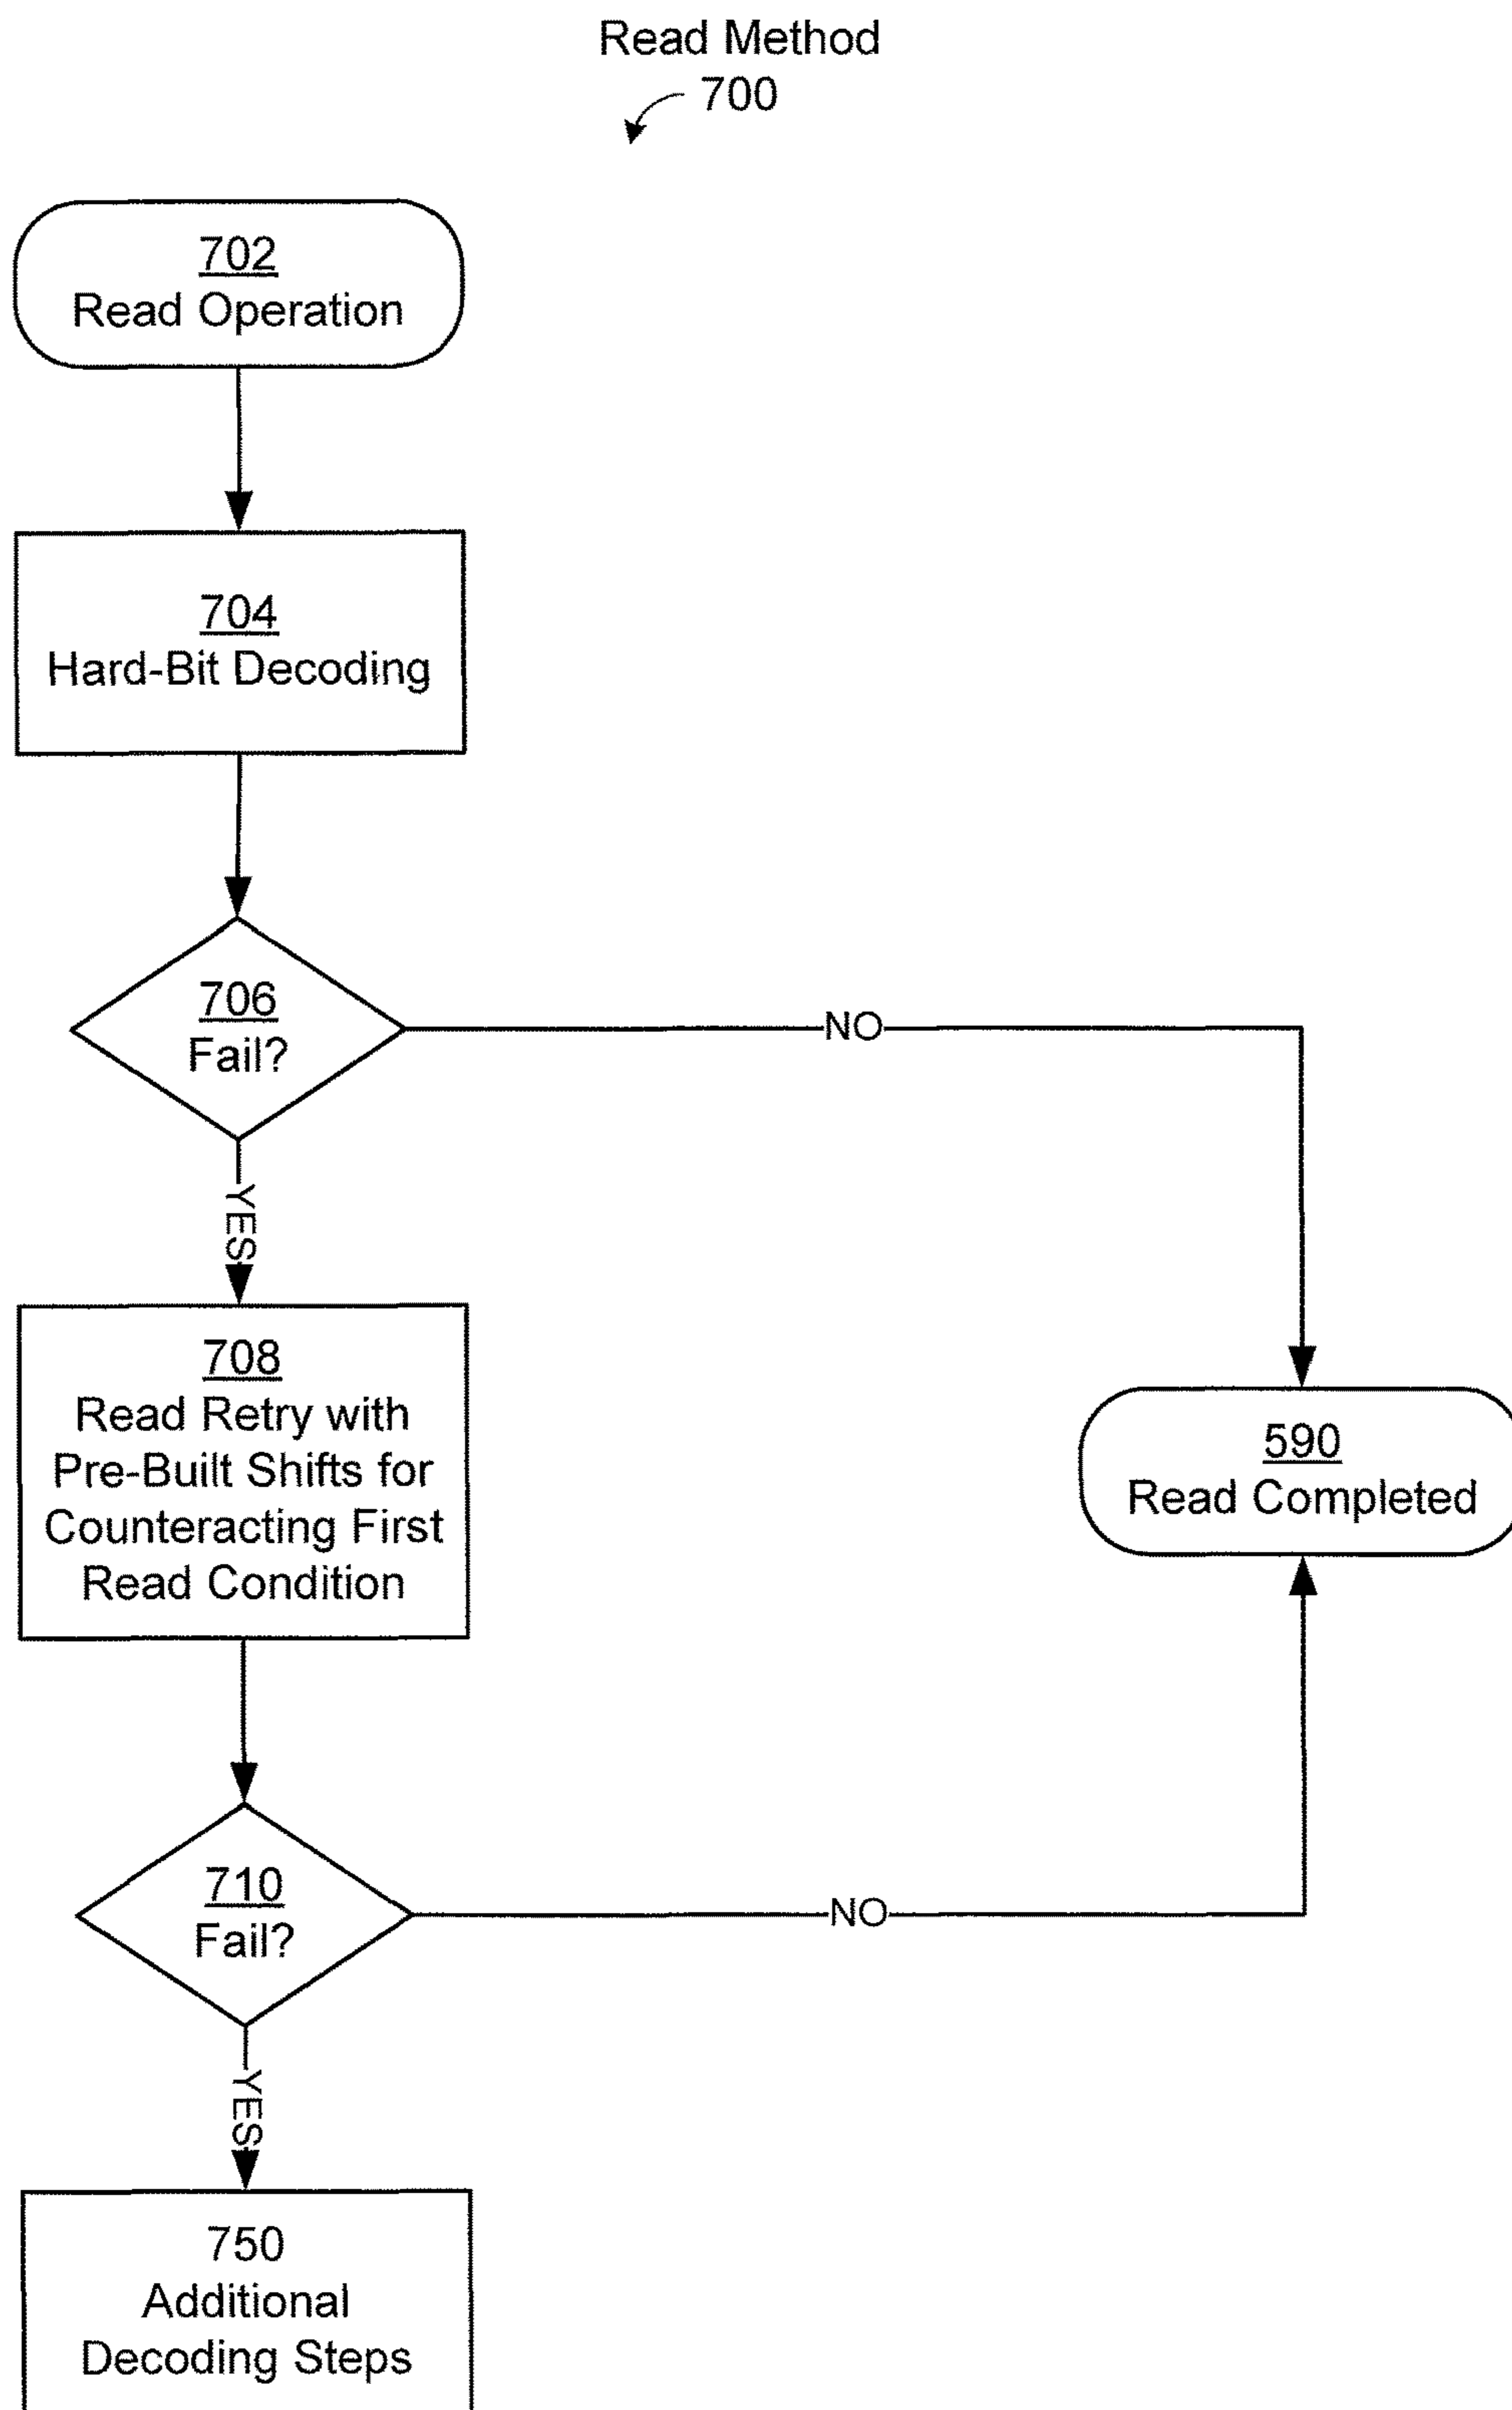 Read Method
700
702
Read Operation
704
Hard-Bit Decoding
706
Fail?
NO
YES
708
Read Retry with
Pre-Built Shifts for
Counteracting First
Read Condition
590
Read Completed
710
Fail?
NO
YES
750
Additional
Decoding Steps